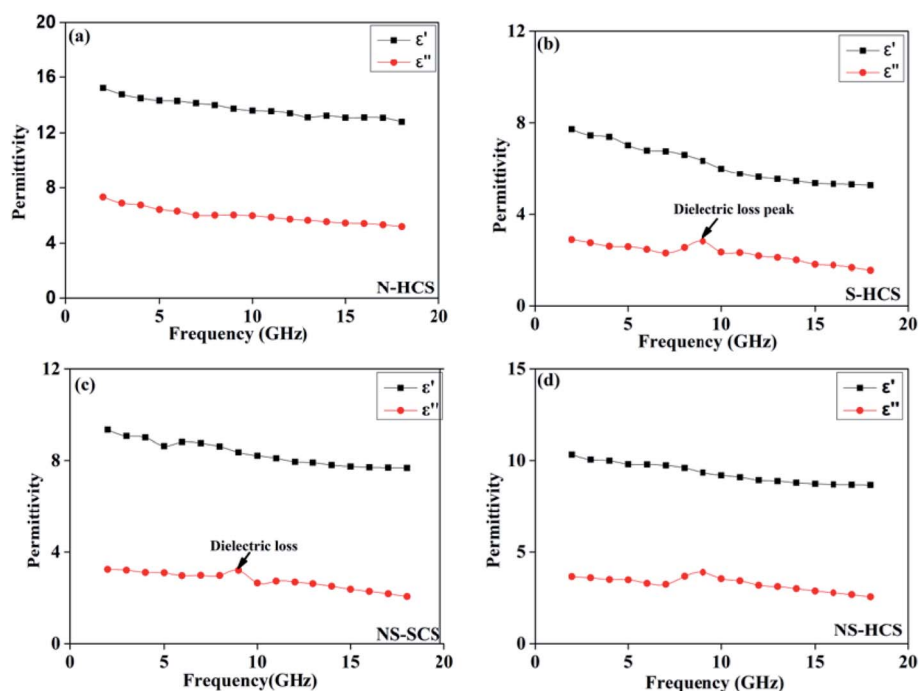 (a)
ε'
ε"
Permittivity
20
16
12
8
4
0
N-HCS
0 5 10 15 20
Frequency (GHz)
(b)
ε'
ε"
Permittivity
12
8
4
0
Dielectric loss peak
S-HCS
0 5 10 15 20
Frequency (GHz)
(c)
ε'
ε"
Permittivity
12
8
4
0
Dielectric loss
NS-SCS
0 5 10 15 20
Frequency(GHz)
(d)
ε'
ε"
Permittivity
15
10
5
0
NS-HCS
0 5 10 15 20
Frequency (GHz)